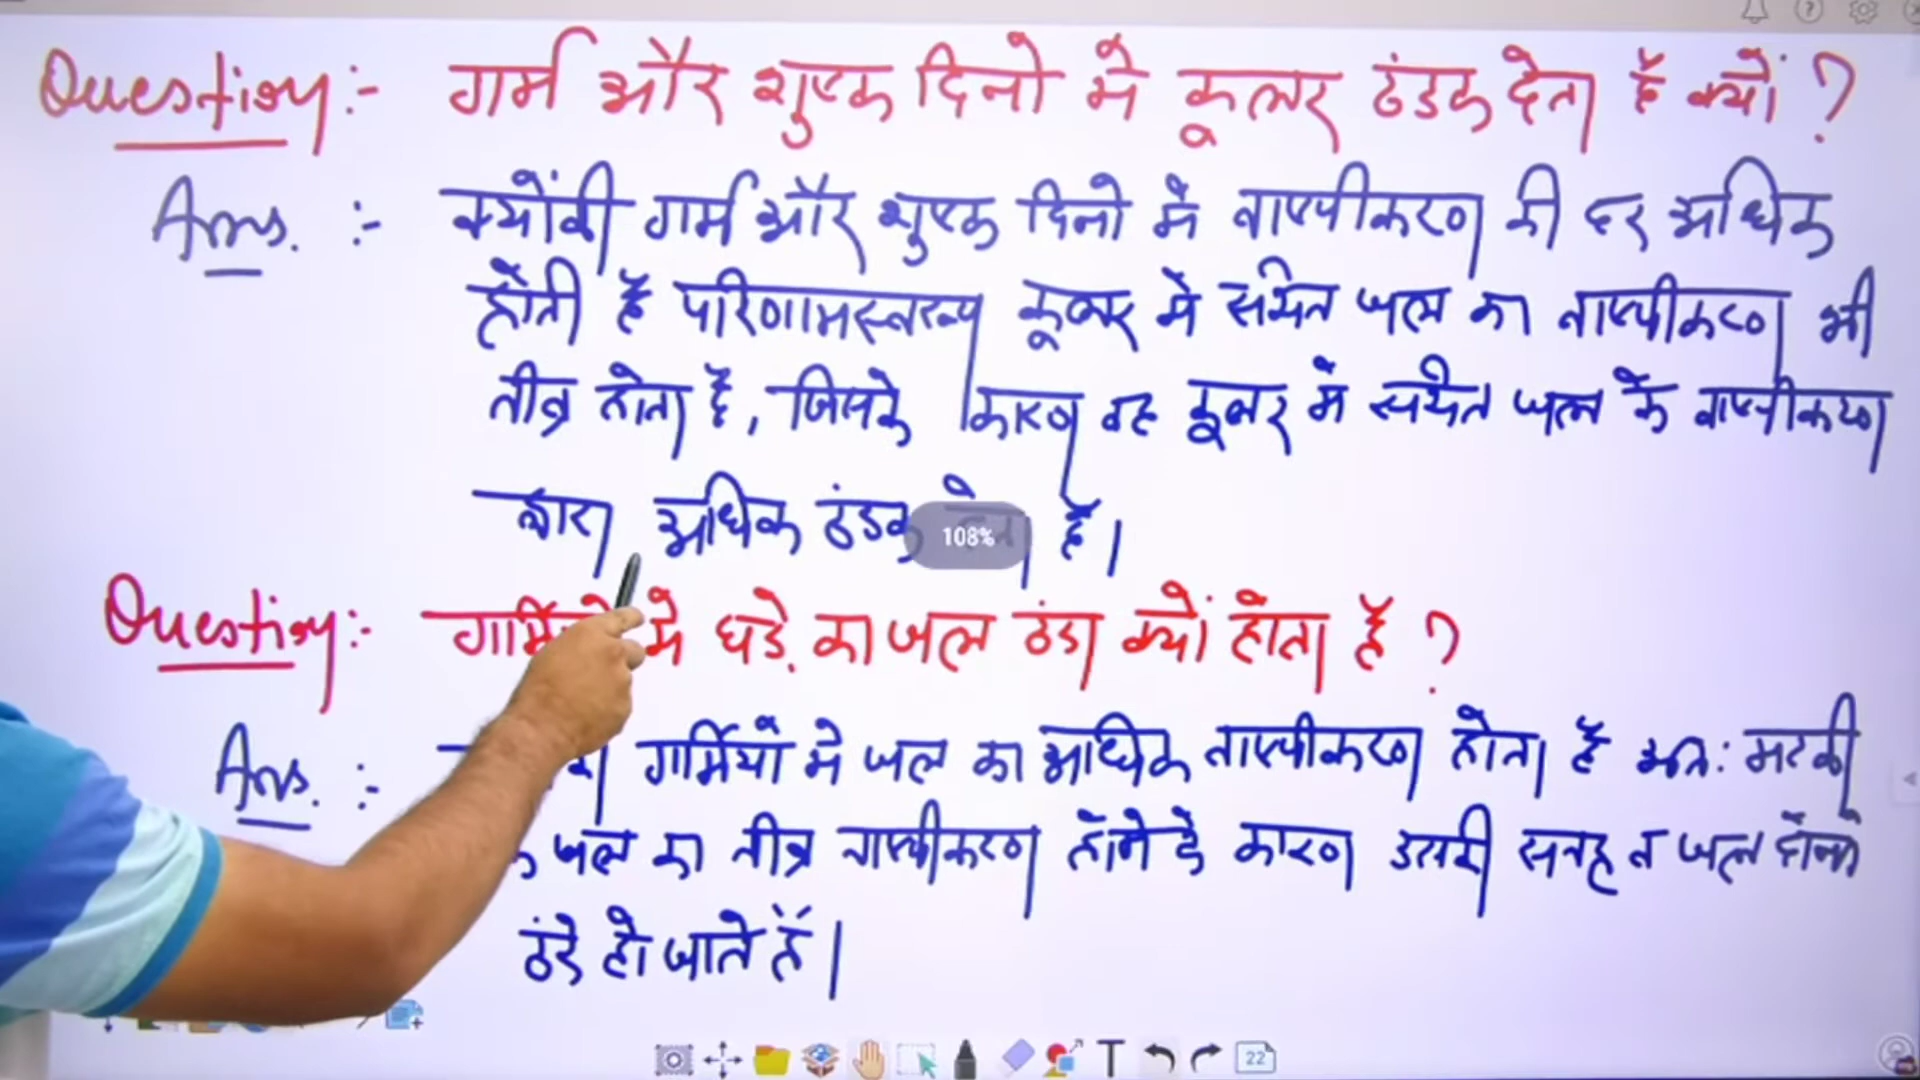 Question:- गर्म और शुष्क दिनो मे कूलर ठंडक देता है क्यों ?
Ans. :- क्योंकी गर्म और शुष्क दिनो में वाष्पीकरण की दर अधिक
होती है परिणामस्वरूप कूलर मे संचित जल का वाष्पीकरण भी
तीव्र होता है, जिसके कारण वह कूलर में संचित जल के वाष्पीकरण
द्वारा अधिक ठंडक है।
108%
Question:- मे घडे़ का जल ठंडा क्यों होता है ?
Ans. :- गर्मियों मे जल का अधिक वाष्पीकरण होता है अतः मटकी
जल का तीव्र वाष्पीकरण होने के कारण उसकी सतह व जल दोनो
ठंडे हो जाते हैं।
T
22